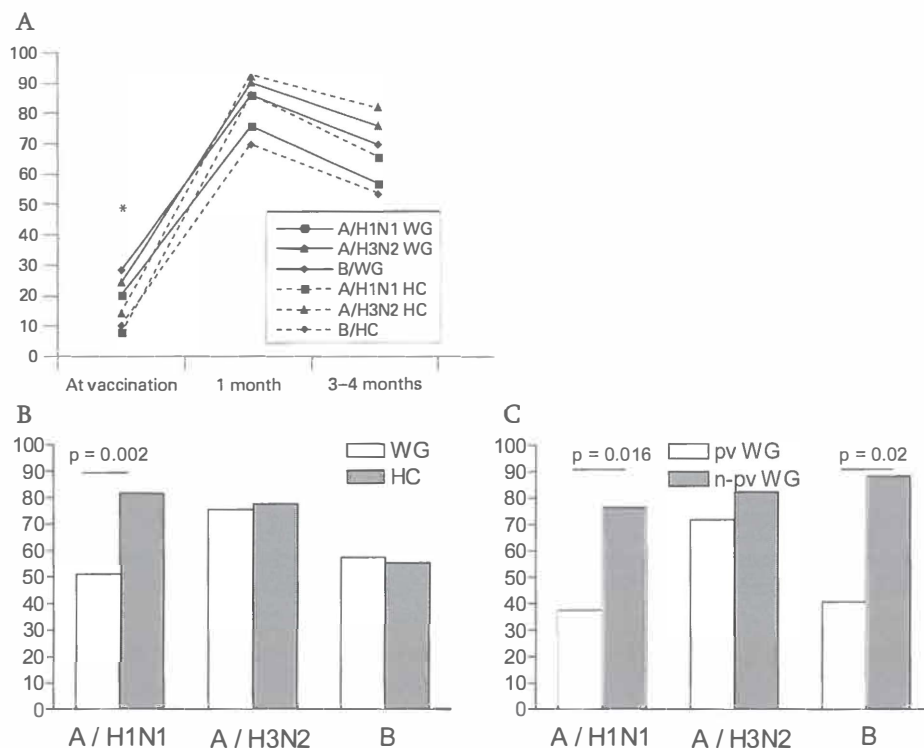 A
100
90
80
70
60
50
40
30
20
10
0
*
A/H1N1 WG
A/H3N2 WG
B/WG
A/H1N1 HC
A/H3N2 HC
B/HC
At vaccination 1 month 3–4 months
B
100
90
80
70
60
50
40
30
20
10
0
p = 0.002
WG
HC
A / H1N1 A / H3N2 B
C
100
90
80
70
60
50
40
30
20
10
0
p = 0.016
pv WG
n-pv WG
p = 0.02
A / H1N1 A / H3N2 B